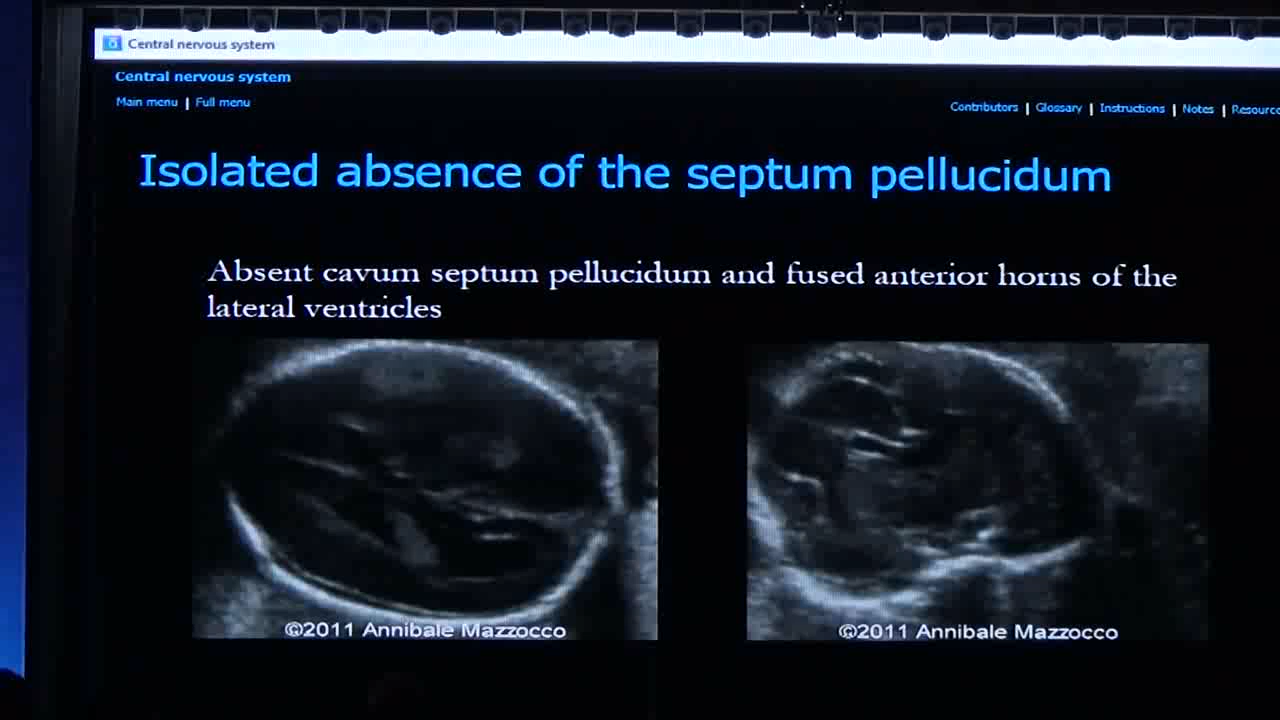 Central nervous system
Central nervous system
Main menu | Full menu
Contributors | Glossary | Instructions | Notes |
Isolated absence of the septum pellucidum
Absent cavum septum pellucidum and fused anterior horns of the
lateral ventricles
©2011 Annibale Mazzocco
©2011 Annibale Mazzocco